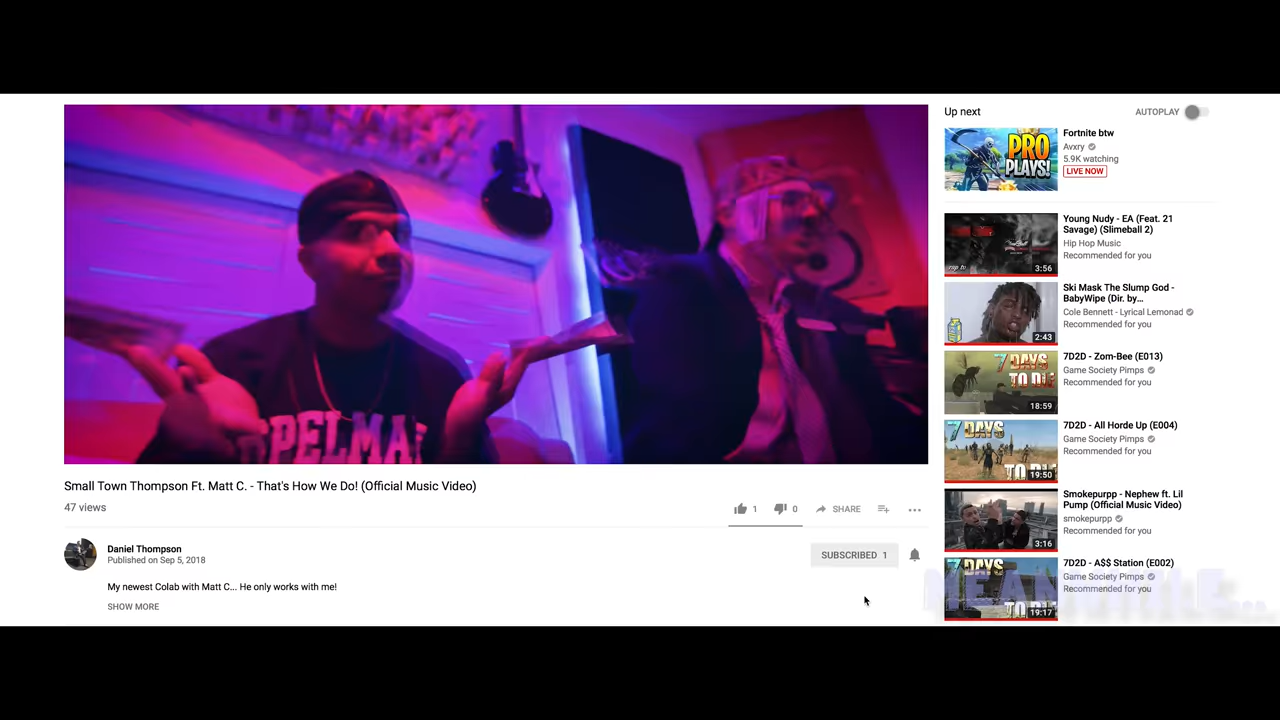 SPELMAN
Small Town Thompson Ft. Matt C. - That's How We Do! (Official Music Video)
47 views
1
0
SHARE
Daniel Thompson
Published on Sep 5, 2018
SUBSCRIBED 1
My newest Colab with Matt C... He only works with me!
SHOW MORE
Up next
AUTOPLAY
PRO
PLAYS!
Fortnite btw
Avxry
5.9K watching
LIVE NOW
3:56
Young Nudy - EA (Feat. 21
Savage) (Slimeball 2)
Hip Hop Music
Recommended for you
2:43
Ski Mask The Slump God -
BabyWipe (Dir. by...
Cole Bennett - Lyrical Lemonad
Recommended for you
7 DAYS
TO DIE
18:59
7D2D - Zom-Bee (E013)
Game Society Pimps
Recommended for you
7 DAYS
TO DI
19:50
7D2D - All Horde Up (E004)
Game Society Pimps
Recommended for you
3:16
Smokepurpp - Nephew ft. Lil
Pump (Official Music Video)
smokepurpp
Recommended for you
7 DAYS
TO DI
19:17
7D2D - A$$ Station (E002)
Game Society Pimps
Recommended for you
MEANWHILE...